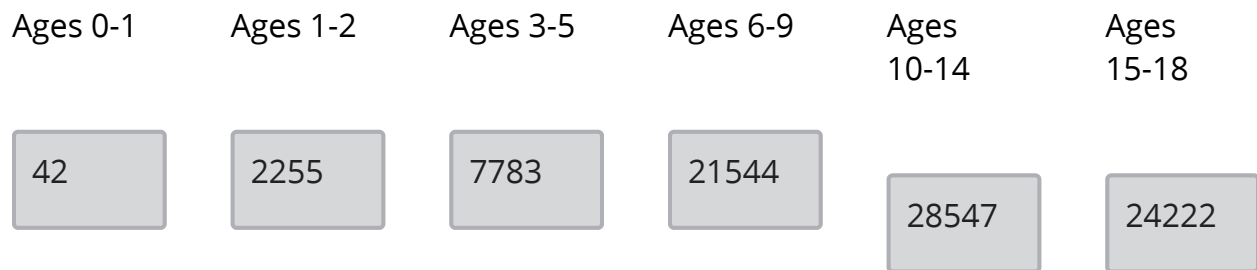 Ages 0-1 Ages 1-2 Ages 3-5 Ages 6-9 Ages Ages
10-14 15-18
42 2255 7783 21544
28547 24222